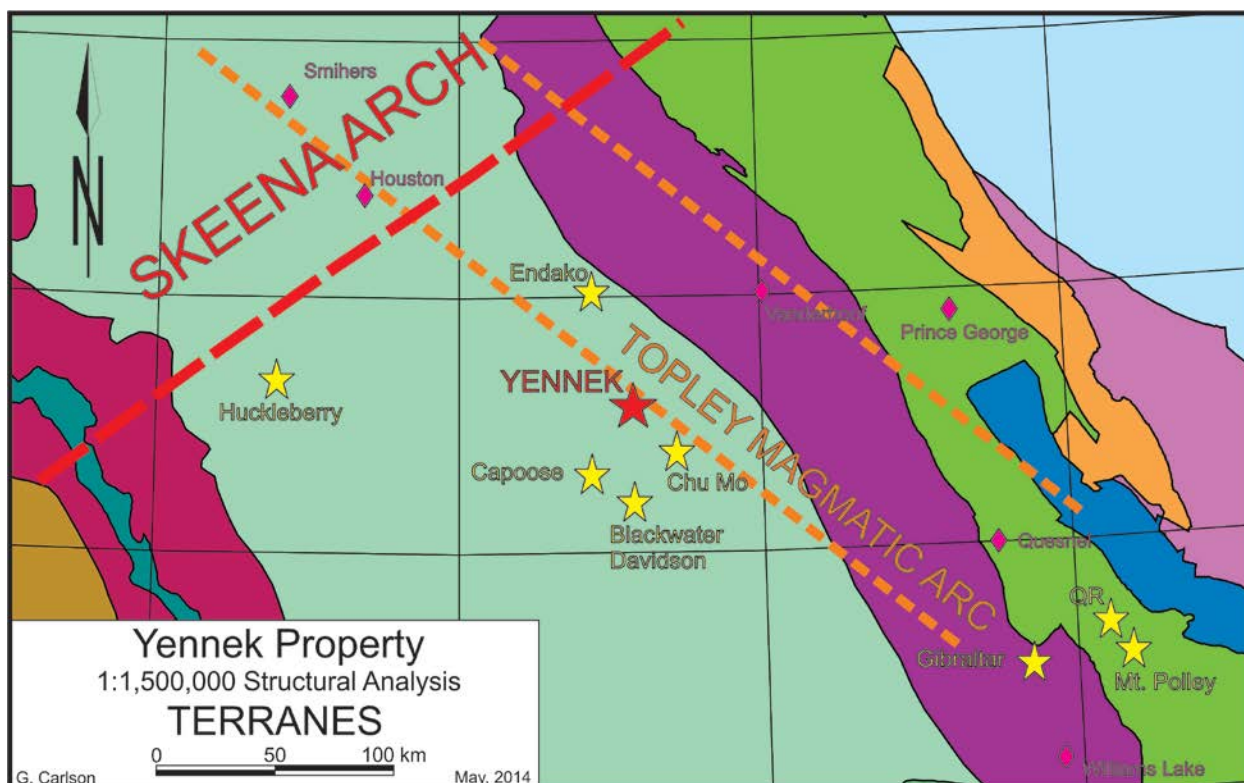 Smihers
SKEENA ARCH
Houston
N
Endako
Vanderhoof
Prince George
TOPLEY MAGMATIC ARC
YENNEK
Huckleberry
Capoose
Chu Mo
Blackwater
Davidson
Quesnel
QR
Gibraltar
Mt. Polley
Williams Lake
Yennek Property
1:1,500,000 Structural Analysis
TERRANES
0 50 100 km
G. Carlson
May, 2014